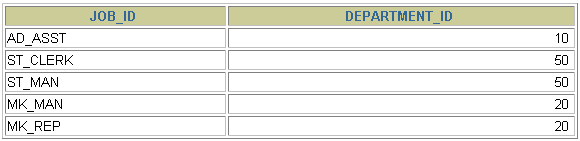 JOB_ID DEPARTMENT_ID
AD_ASST 10
ST_CLERK 50
ST_MAN 50
MK_MAN 20
MK_REP 20